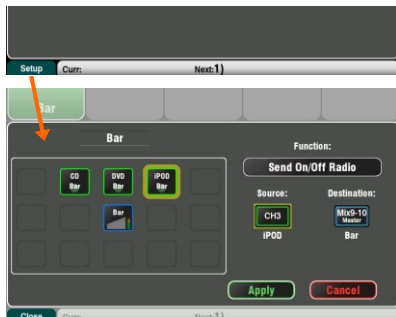 Setup Curr: Next:1)
Bar
Bar
Function:
Send On/Off Radio
CD
Bar
DVD
Bar
iPOD
Bar
Source: Destination:
Bar
CH3
Mix9-10
Master
iPOD
Bar
Apply
Cancel
Close Curr: Next:1)